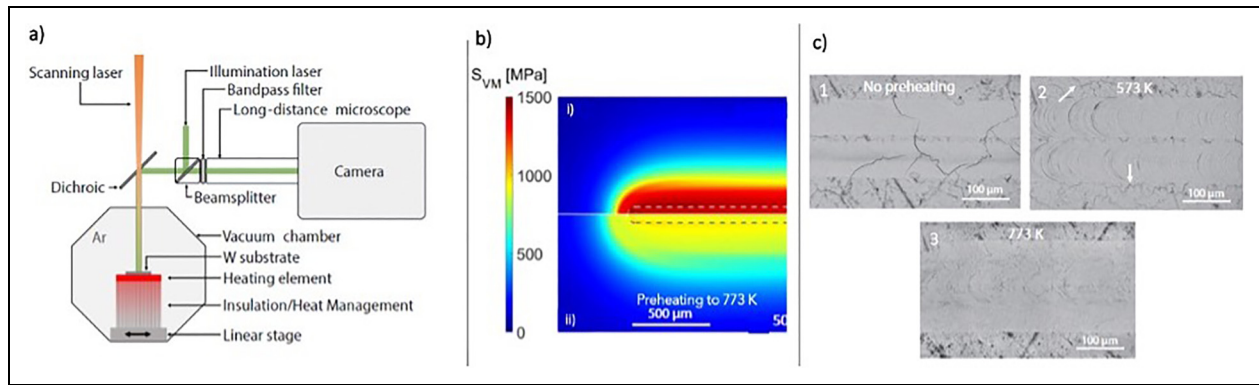 a)
Scanning laser
Illumination laser
Bandpass filter
Long-distance microscope
Camera
Dichroic
Beamsplitter
Ar
Vacuum chamber
W substrate
Heating element
Insulation/Heat Management
Linear stage
b)
S_VM [MPa]
1500
1000
500
0
i)
Preheating to 773 K
500 µm
50
ii)
c)
1
No preheating
100 µm
2
573 K
100 µm
3
773 K
100 µm